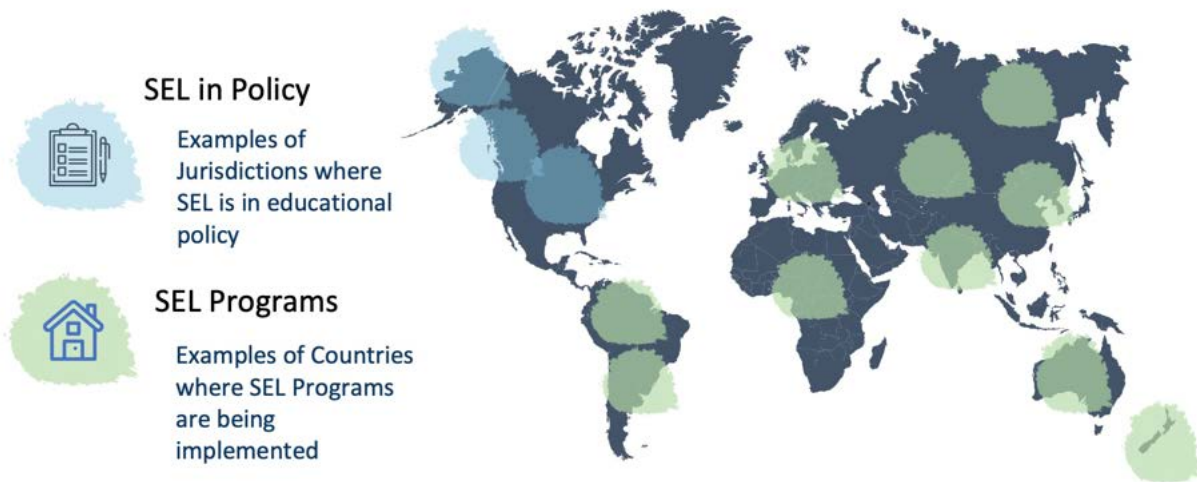 SEL in Policy
Examples of
Jurisdictions where
SEL is in educational
policy
SEL Programs
Examples of Countries
where SEL Programs
are being
implemented